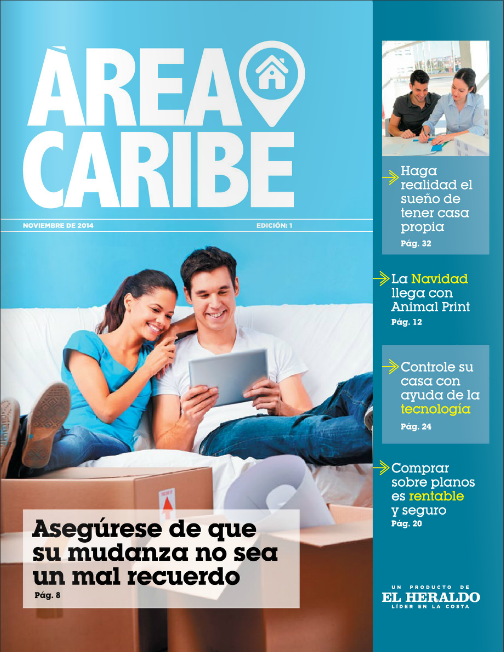 ÀREA
CARIBE
NOVIEMBRE DE 2014
EDICIÓN: 1
Haga
realidad el
sueño de
tener casa
propia
Pág. 32
La Navidad
llega con
Animal Print
Pág. 12
Controle su
casa con
ayuda de la
tecnología
Pág. 24
Comprar
sobre planos
es rentable
y seguro
Pág. 20
Asegúrese de que
su mudanza no sea
un mal recuerdo
Pág. 8
UN PRODUCTO DE
EL HERALDO
LÍDER EN LA COSTA